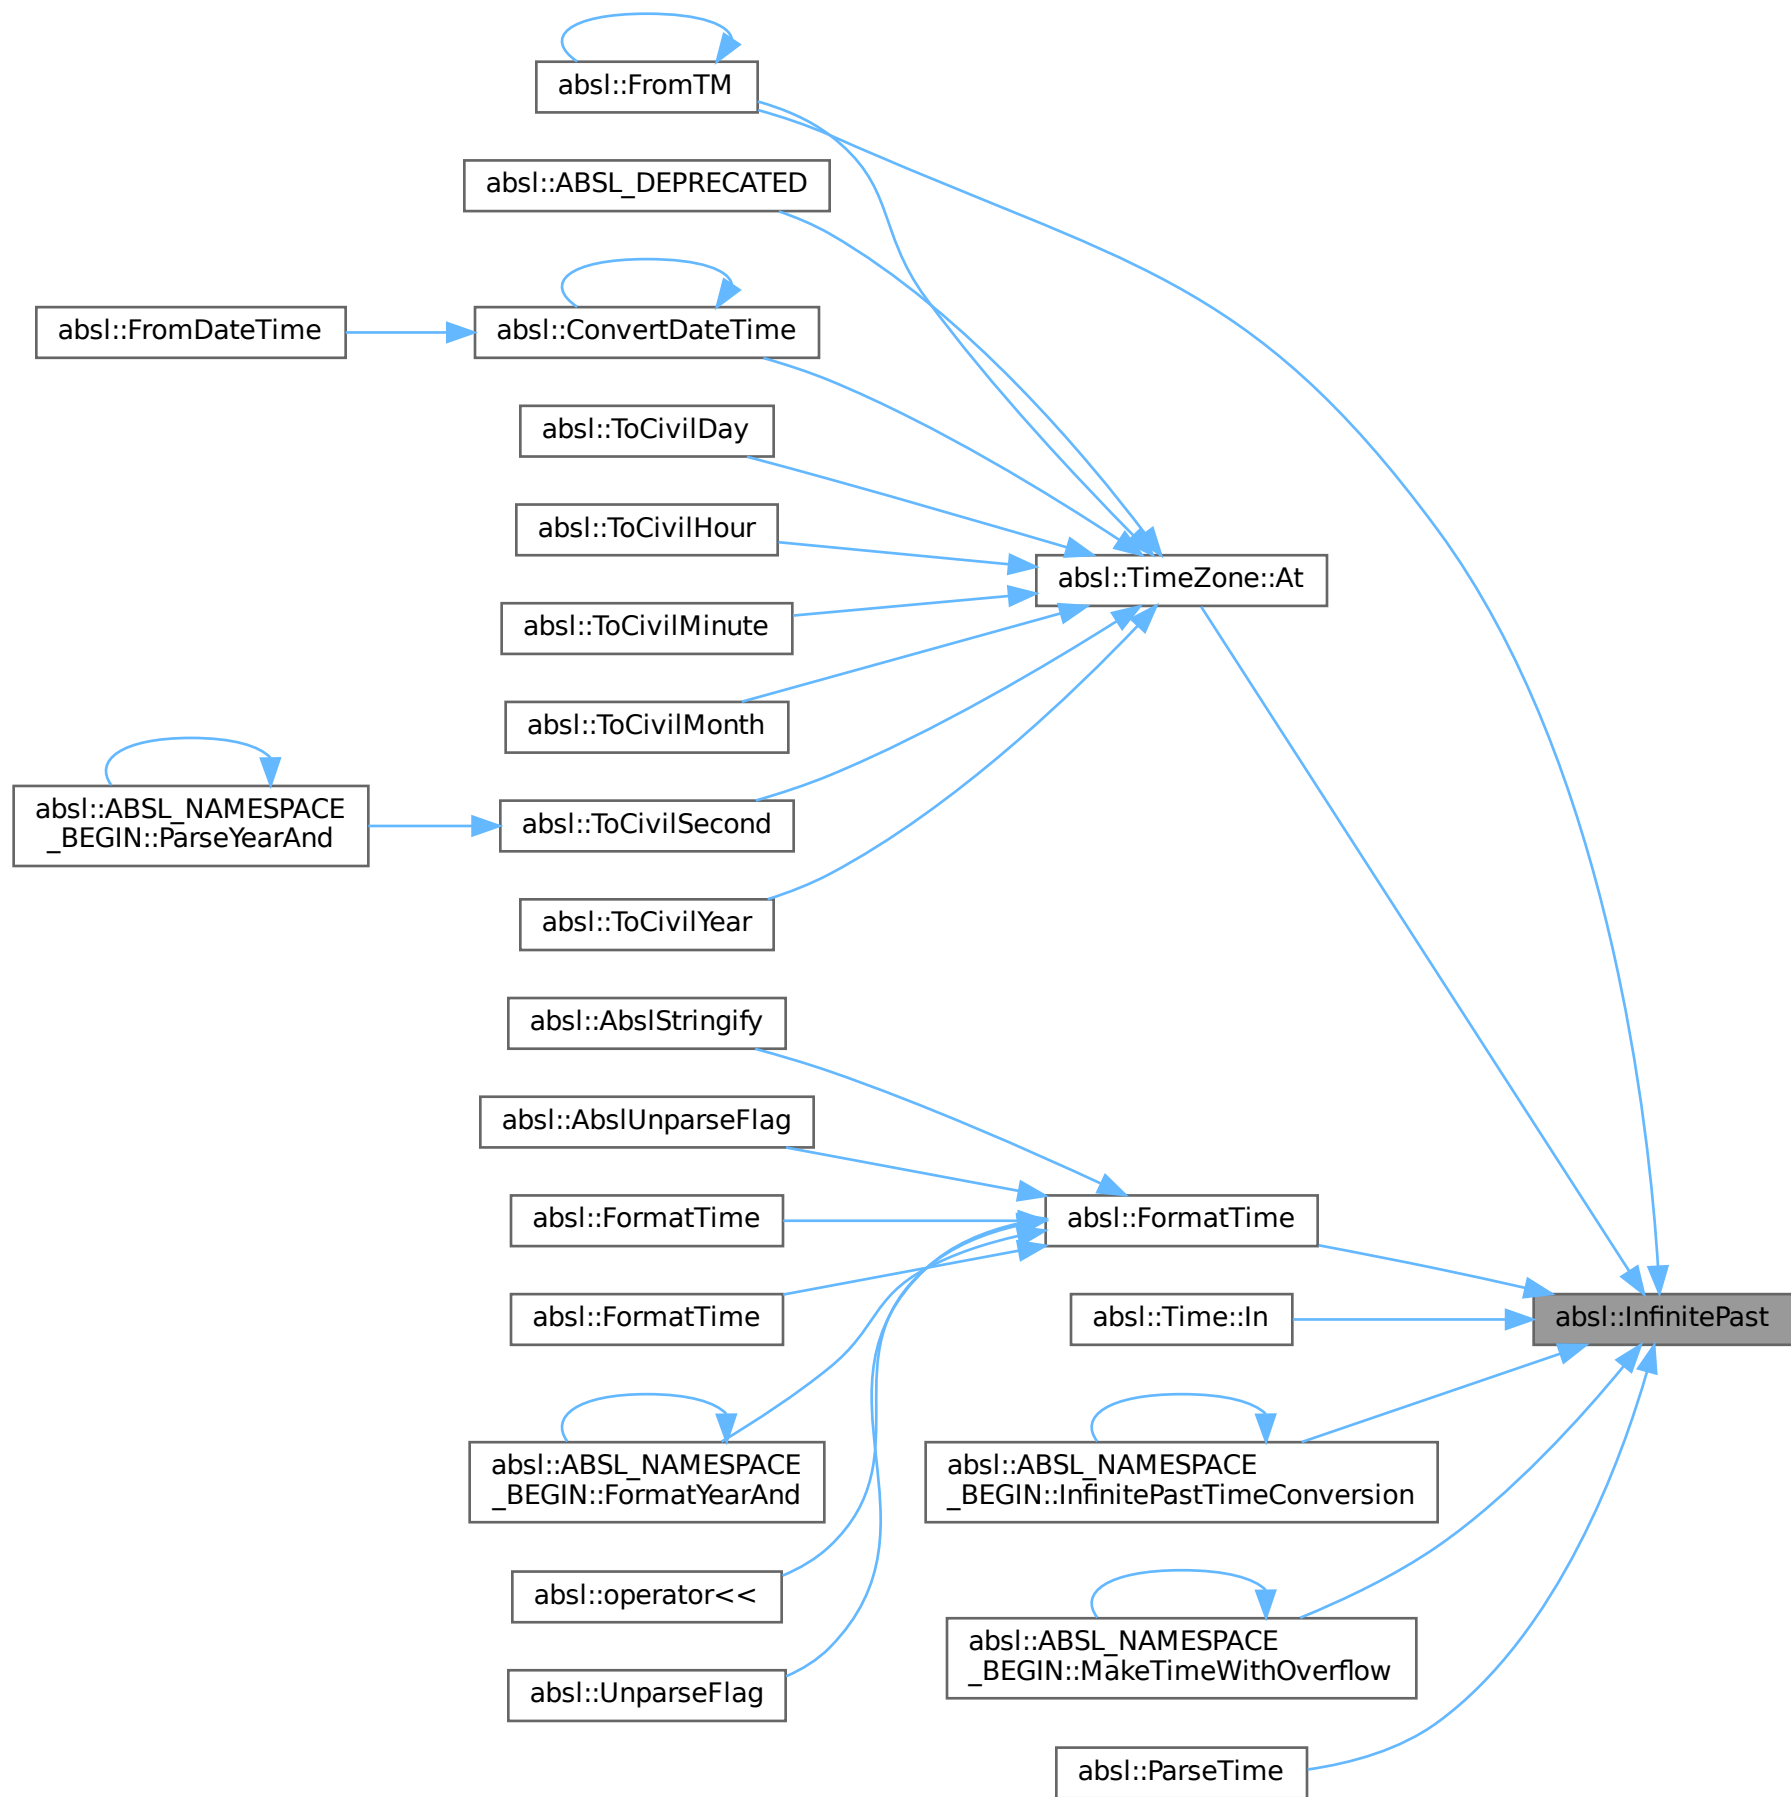 absl::FromTM
absl::ABSL_DEPRECATED
absl::FromDateTime
absl::ConvertDateTime
absl::ToCivilDay
absl::ToCivilHour
absl::TimeZone::At
absl::ToCivilMinute
absl::ToCivilMonth
absl::ABSL_NAMESPACE
_BEGIN::ParseYearAnd
absl::ToCivilSecond
absl::ToCivilYear
absl::AbslStringify
absl::AbslUnparseFlag
absl::FormatTime
absl::FormatTime
absl::FormatTime
absl::Time::In
absl::InfinitePast
absl::ABSL_NAMESPACE
_BEGIN::FormatYearAnd
absl::ABSL_NAMESPACE
_BEGIN::InfinitePastTimeConversion
absl::operator<<
absl::ABSL_NAMESPACE
_BEGIN::MakeTimeWithOverflow
absl::UnparseFlag
absl::ParseTime